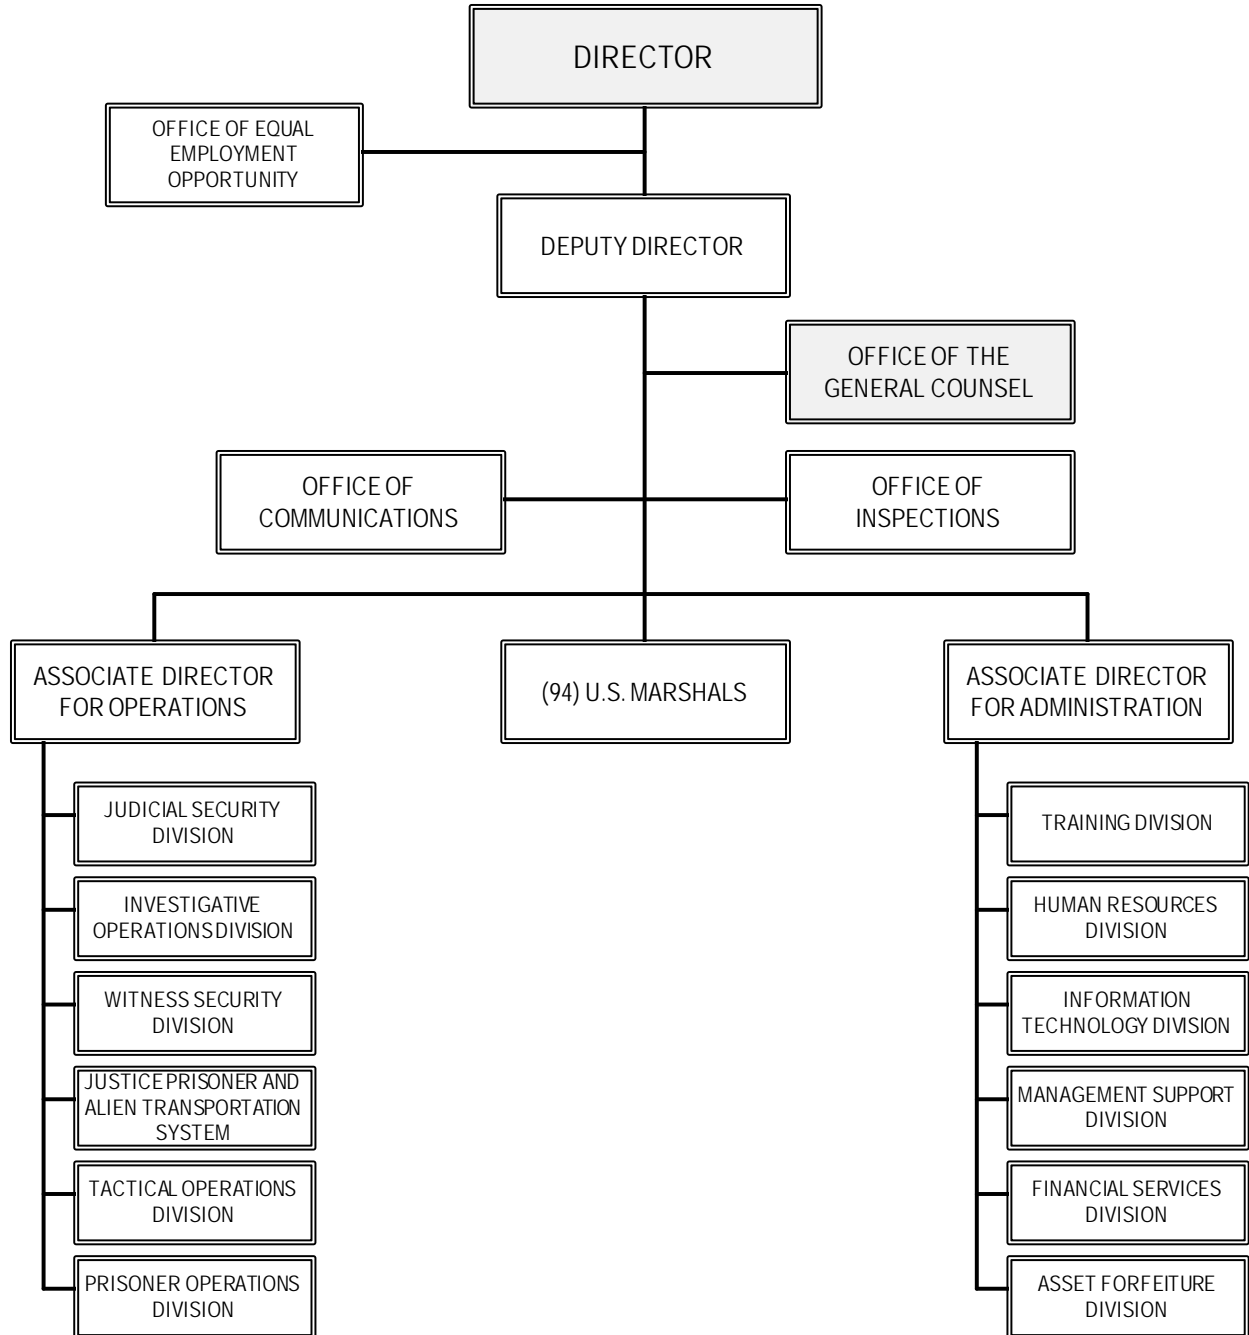 DIRECTOR
OFFICE OF EQUAL
EMPLOYMENT
OPPORTUNITY
DEPUTY DIRECTOR
OFFICE OF THE
GENERAL COUNSEL
OFFICE OF
COMMUNICATIONS
OFFICE OF
INSPECTIONS
ASSOCIATE DIRECTOR
FOR OPERATIONS
(94) U.S. MARSHALS
ASSOCIATE DIRECTOR
FOR ADMINISTRATION
JUDICIAL SECURITY
DIVISION
INVESTIGATIVE
OPERATIONS DIVISION
WITNESS SECURITY
DIVISION
JUSTICE PRISONER AND
ALIEN TRANSPORTATION
SYSTEM
TACTICAL OPERATIONS
DIVISION
PRISONER OPERATIONS
DIVISION
TRAINING DIVISION
HUMAN RESOURCES
DIVISION
INFORMATION
TECHNOLOGY DIVISION
MANAGEMENT SUPPORT
DIVISION
FINANCIAL SERVICES
DIVISION
ASSET FORFEITURE
DIVISION